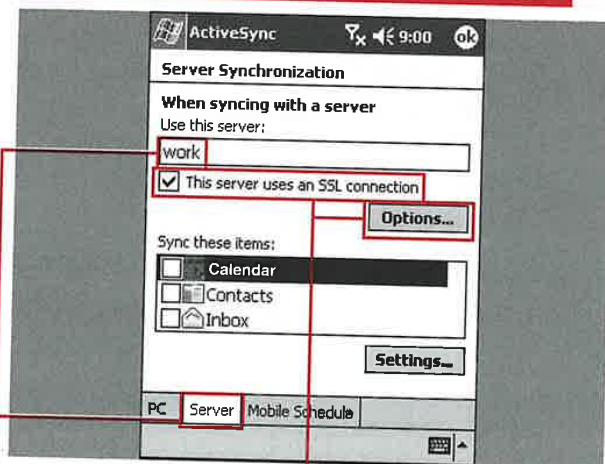 ActiveSync 9:00 ok
Server Synchronization
When syncing with a server
Use this server:
work
This server uses an SSL connection
Options...
Sync these items:
Calendar
Contacts
Inbox
Settings...
PC Server Mobile Schedule